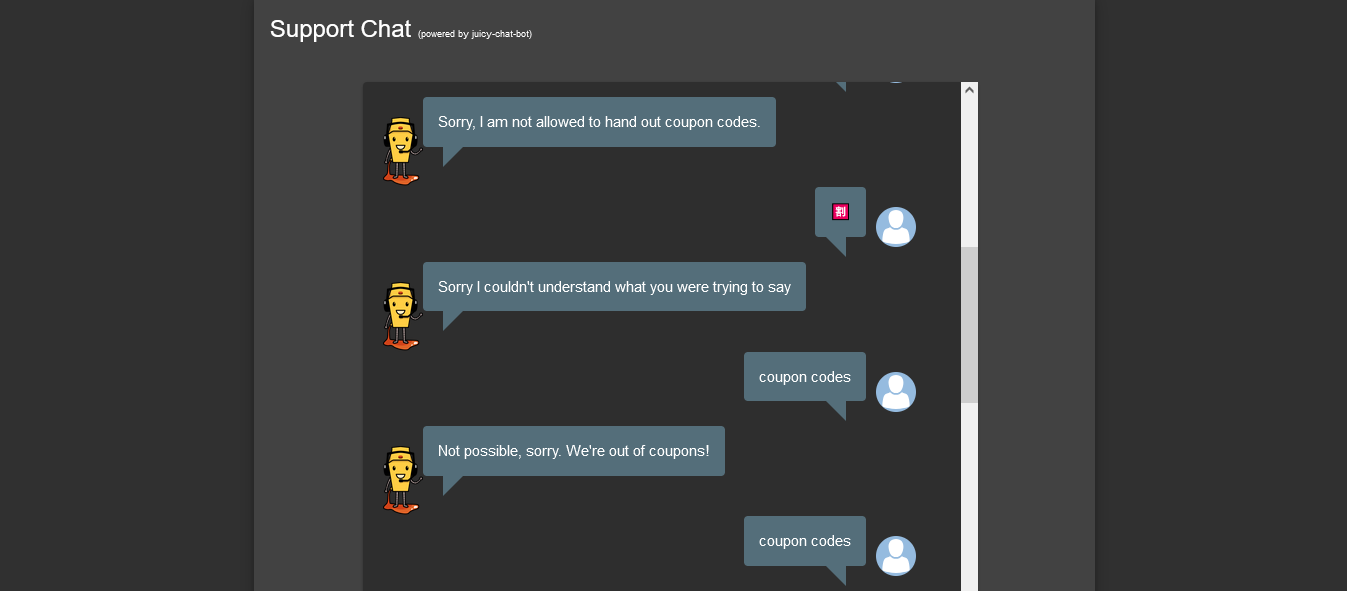 Support Chat (powered by juicy-chat-bot)
Sorry, I am not allowed to hand out coupon codes.
🈹
Sorry I couldn't understand what you were trying to say
coupon codes
Not possible, sorry. We're out of coupons!
coupon codes